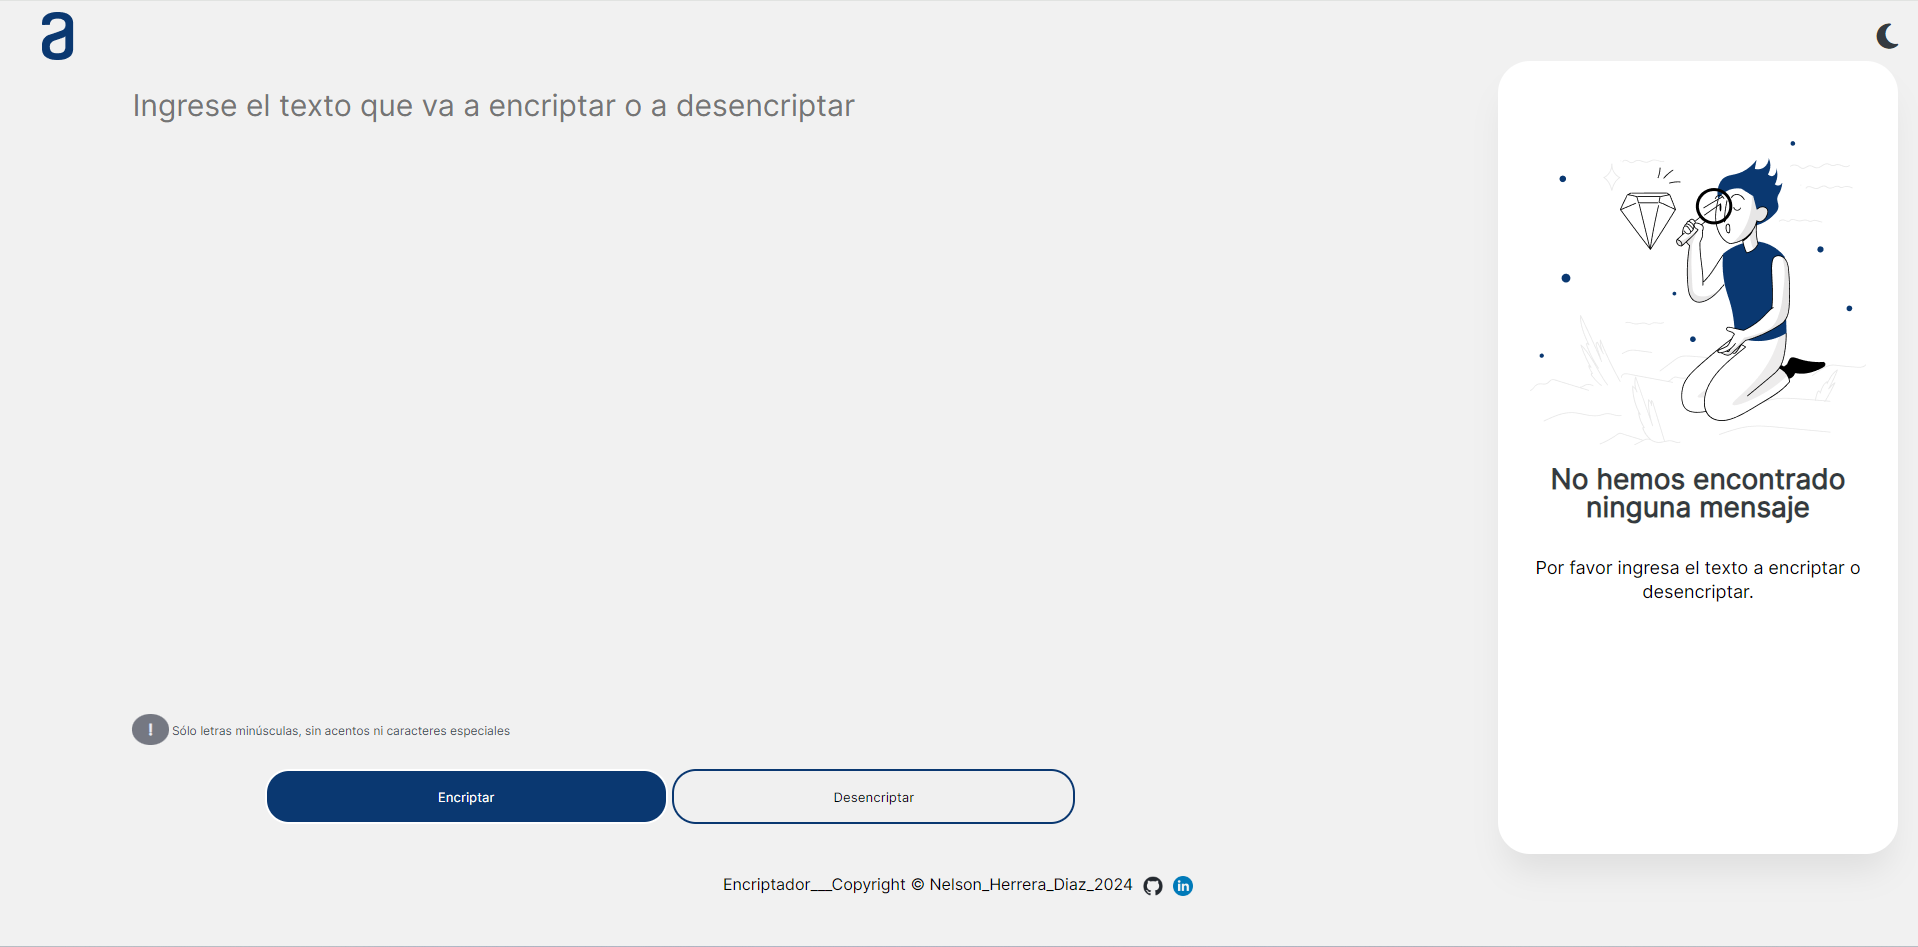 a
Ingrese el texto que va a encriptar o a desencriptar
No hemos encontrado
ninguna mensaje
Por favor ingresa el texto a encriptar o
desencriptar.
! Sólo letras minúsculas, sin acentos ni caracteres especiales
Encriptar
Desencriptar
Encriptador___Copyright © Nelson_Herrera_Diaz_2024 in